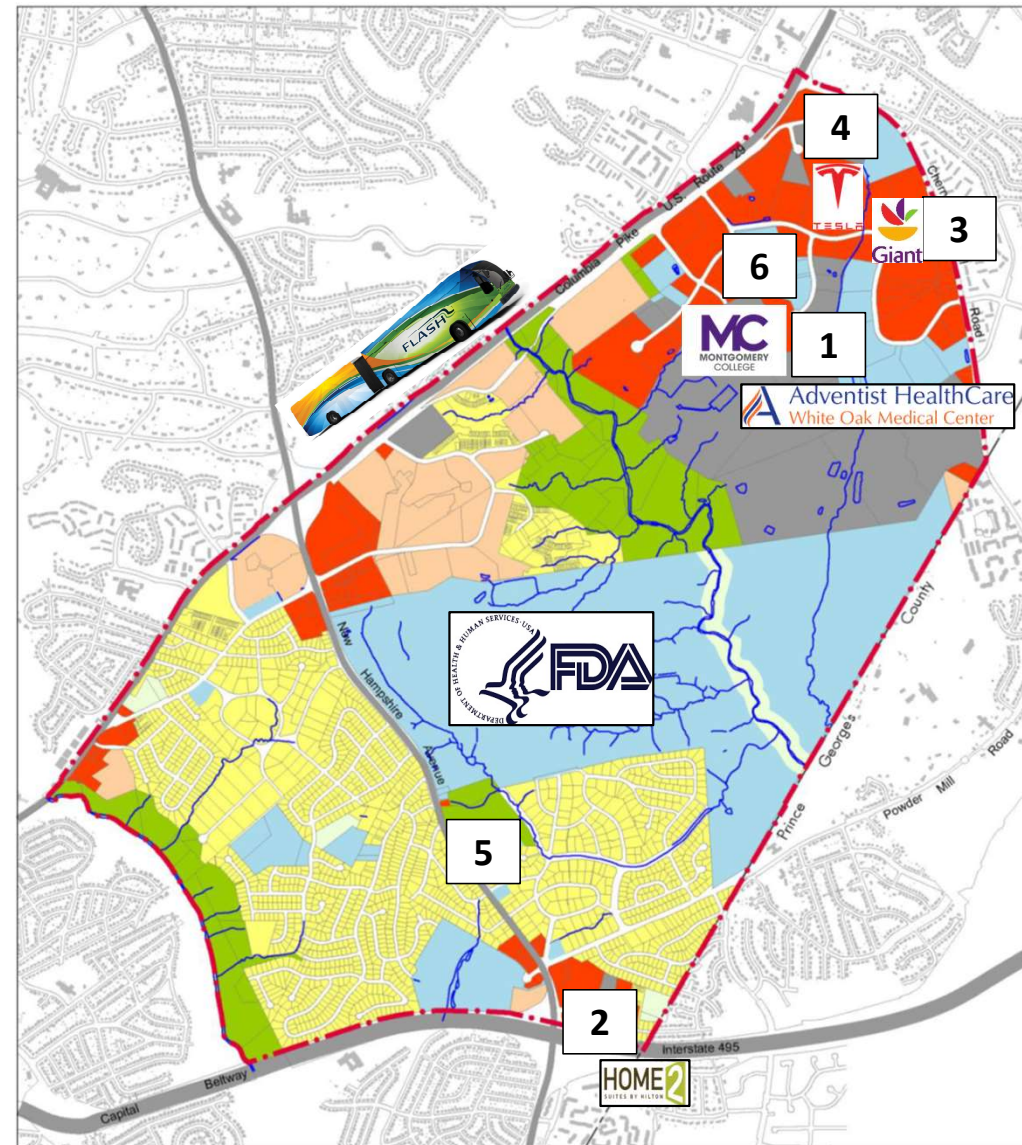 4
U.S. Route 29
Columbia Pike
TESLA
Giant
3
6
Road
MC
MONTGOMERY
COLLEGE
1
Adventist HealthCare
White Oak Medical Center
FLASH
New Hampshire Avenue
DEPARTMENT OF HEALTH & HUMAN SERVICES·USA
FDA
Prince George's County
Powder Mill Road
5
2
Interstate 495
Capital Beltway
HOME2
SUITES BY HILTON